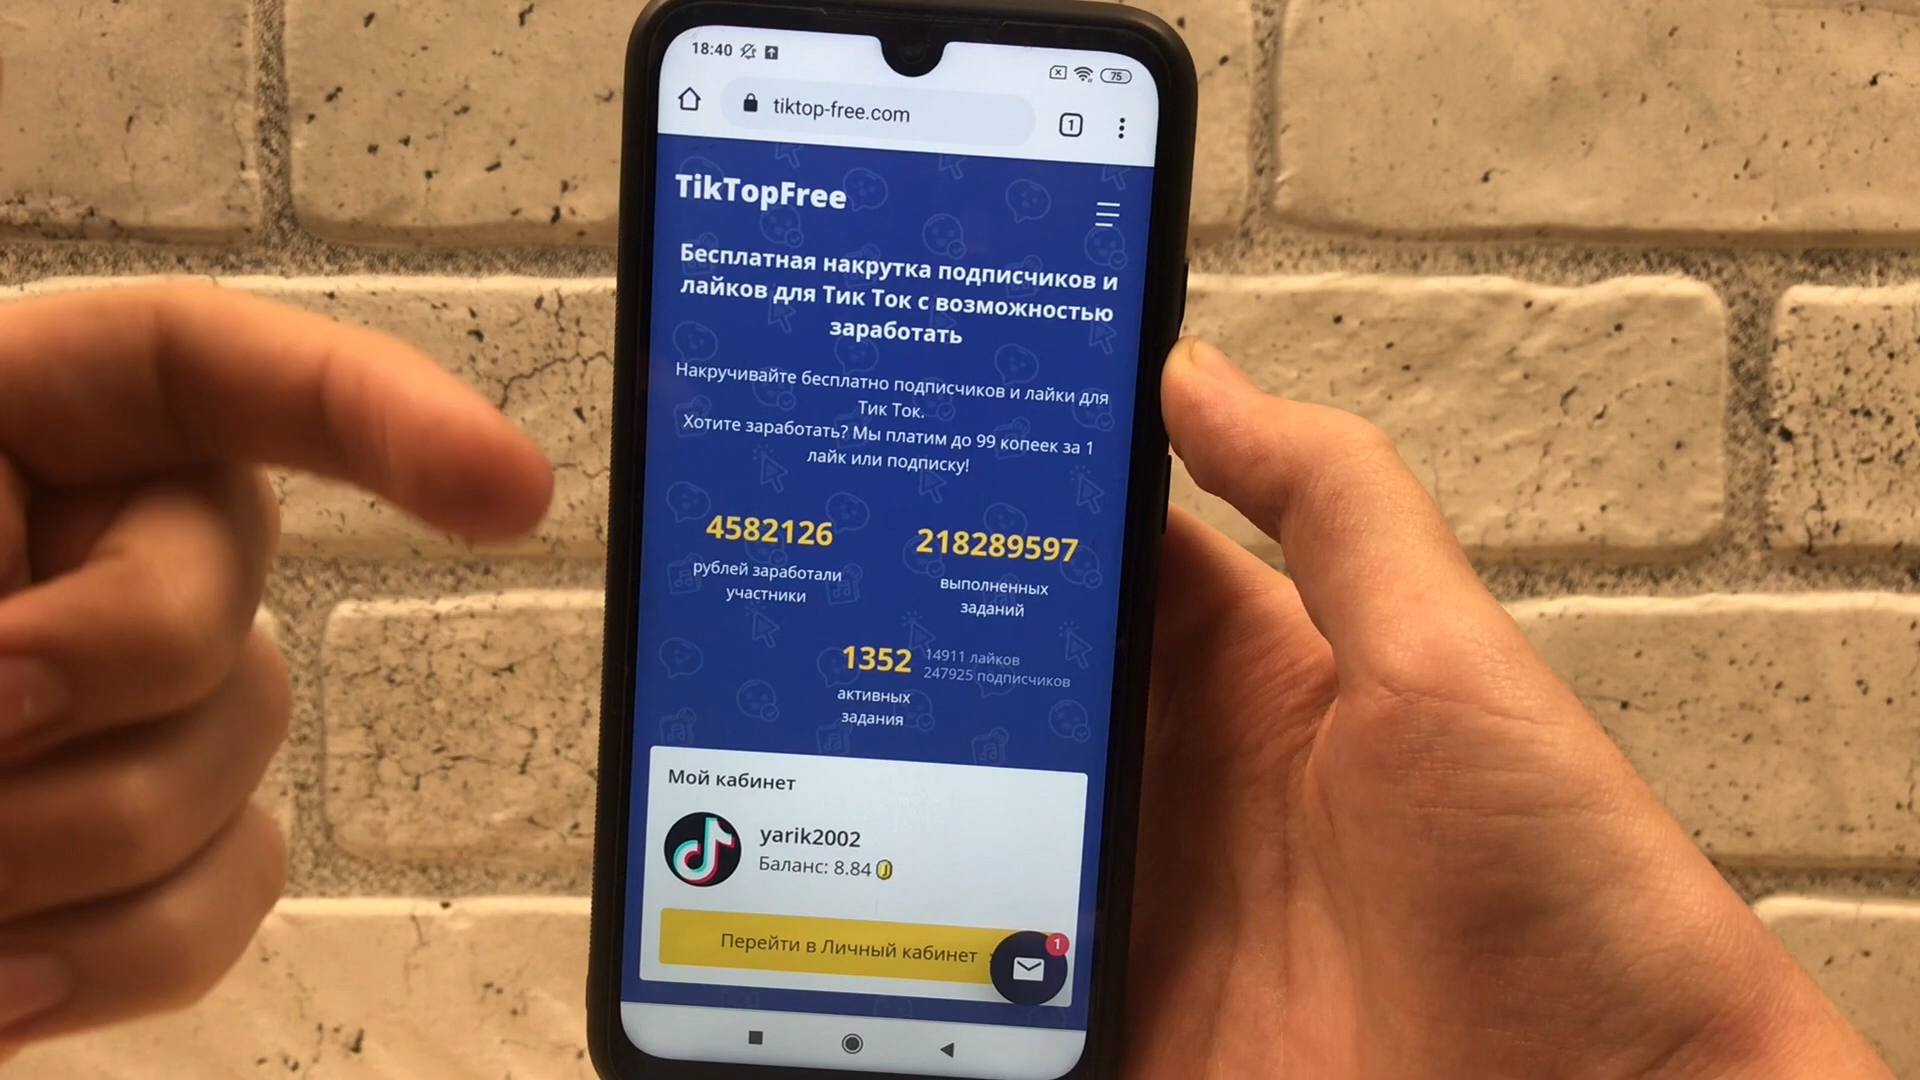 18:40
75
tiktop-free.com
1
TikTopFree
Бесплатная накрутка подписчиков и
лайков для Тик Ток с возможностью
заработать
Накручивайте бесплатно подписчиков и лайки для
Тик Ток.
Хотите заработать? Мы платим до 99 копеек за 1
лайк или подписку!
4582126
рублей заработали
участники
218289597
выполненных
заданий
1352
активных
задания
14911 лайков
247925 подписчиков
Мой кабинет
yarik2002
Баланс: 8.84
Перейти в Личный кабинет
1